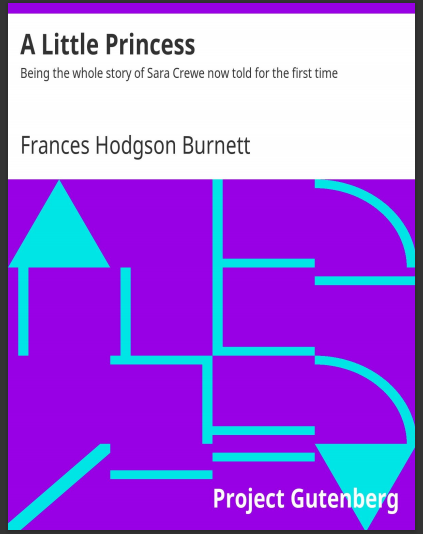 A Little Princess
Being the whole story of Sara Crewe now told for the first time
Frances Hodgson Burnett
Project Gutenberg